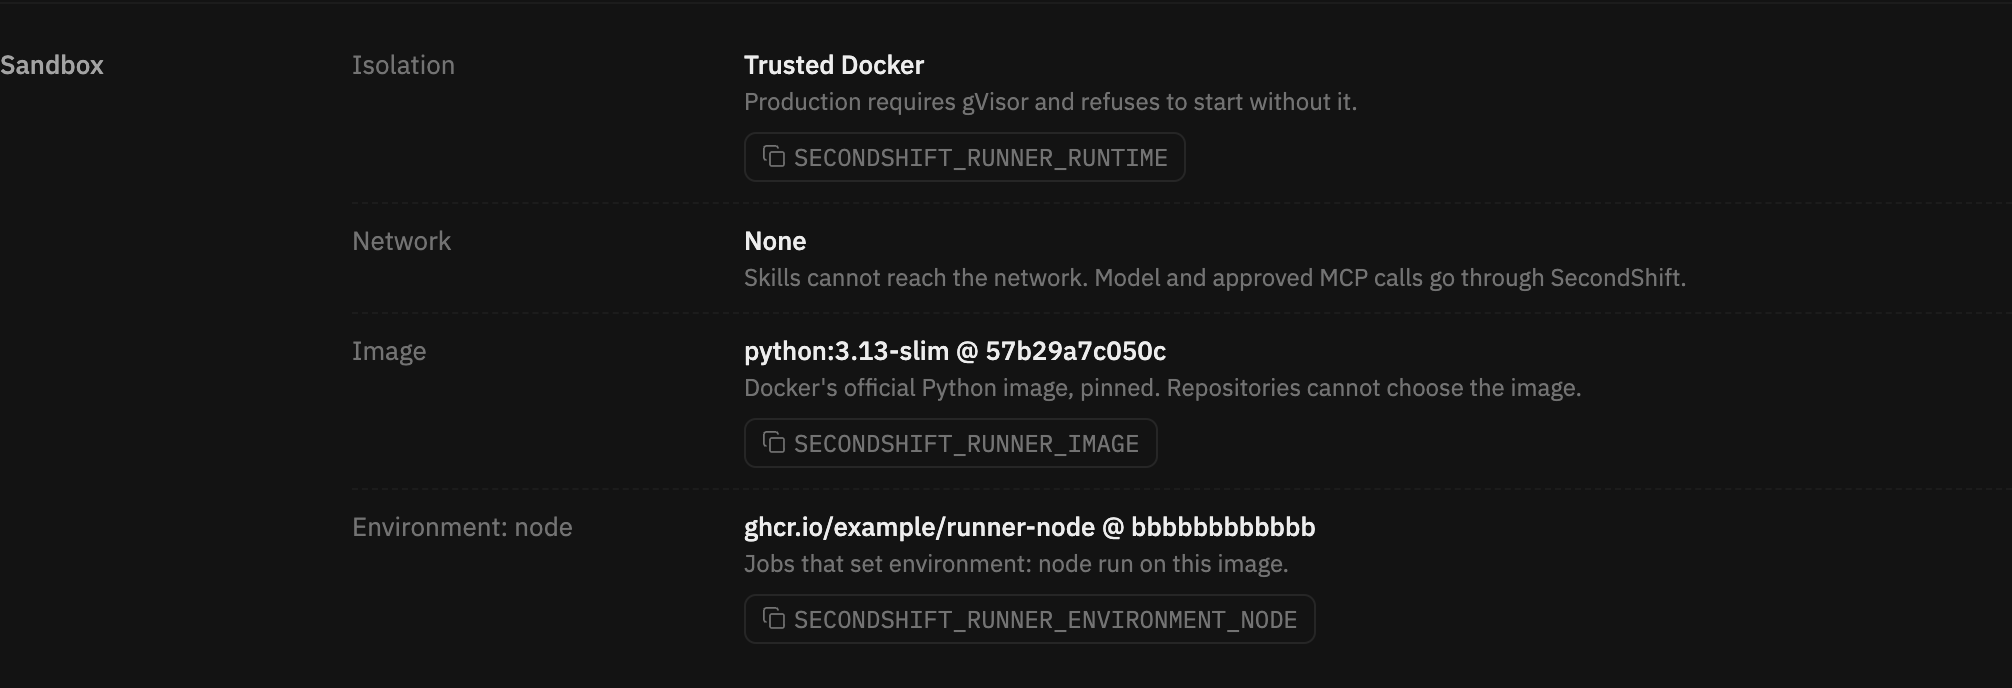 Sandbox
Isolation
Trusted Docker
Production requires gVisor and refuses to start without it.
SECONDSHIFT_RUNNER_RUNTIME
Network
None
Skills cannot reach the network. Model and approved MCP calls go through SecondShift.
Image
python:3.13-slim @ 57b29a7c050c
Docker's official Python image, pinned. Repositories cannot choose the image.
SECONDSHIFT_RUNNER_IMAGE
Environment: node
ghcr.io/example/runner-node @ bbbbbbbbbbbb
Jobs that set environment: node run on this image.
SECONDSHIFT_RUNNER_ENVIRONMENT_NODE